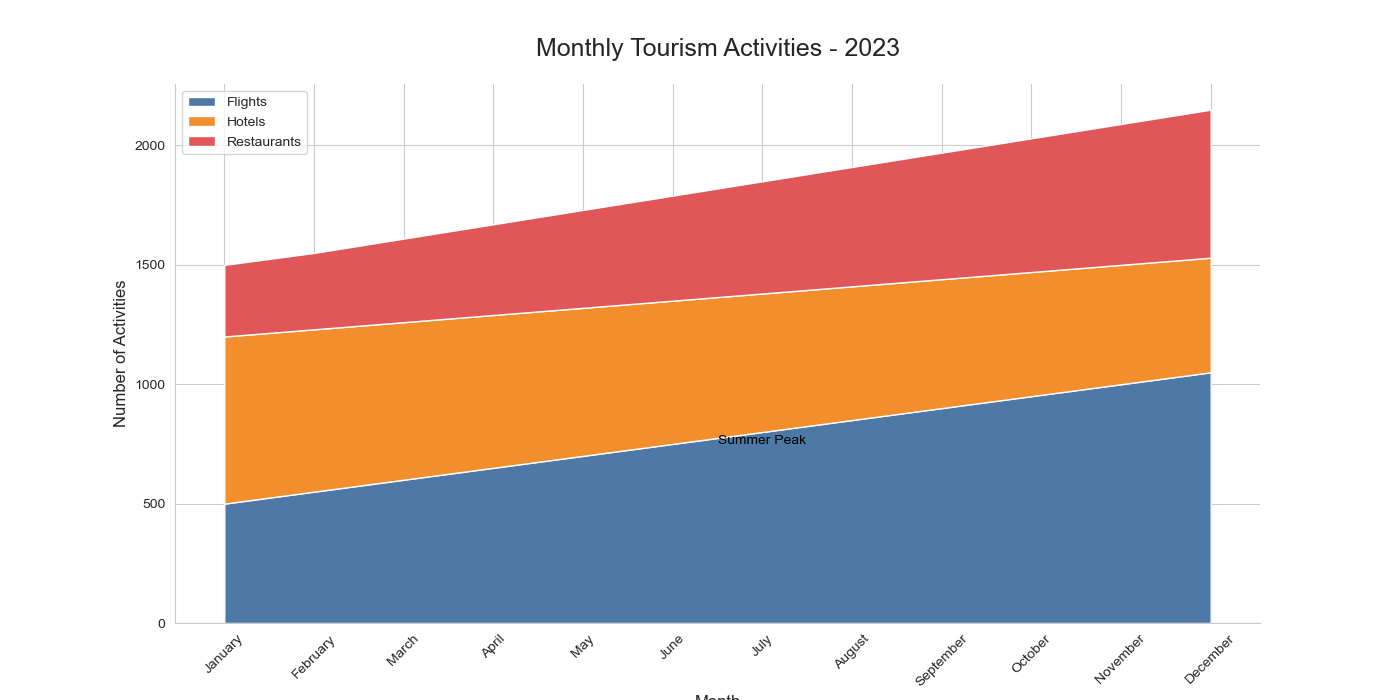 Monthly Tourism Activities - 2023
Flights
Hotels
Restaurants
Number of Activities
2000
1500
1000
500
0
Summer Peak
January
February
March
April
May
June
July
August
September
October
November
December
Month